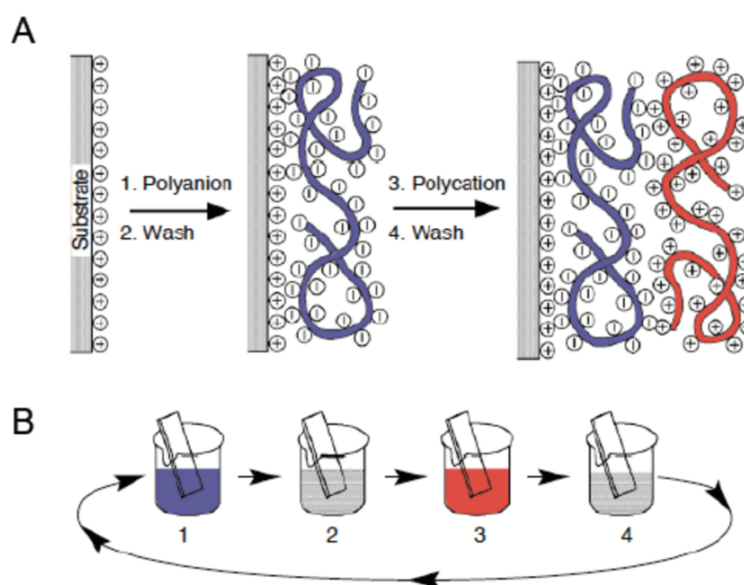 A
Substrate
1. Polyanion
2. Wash
3. Polycation
4. Wash
B
1
2
3
4